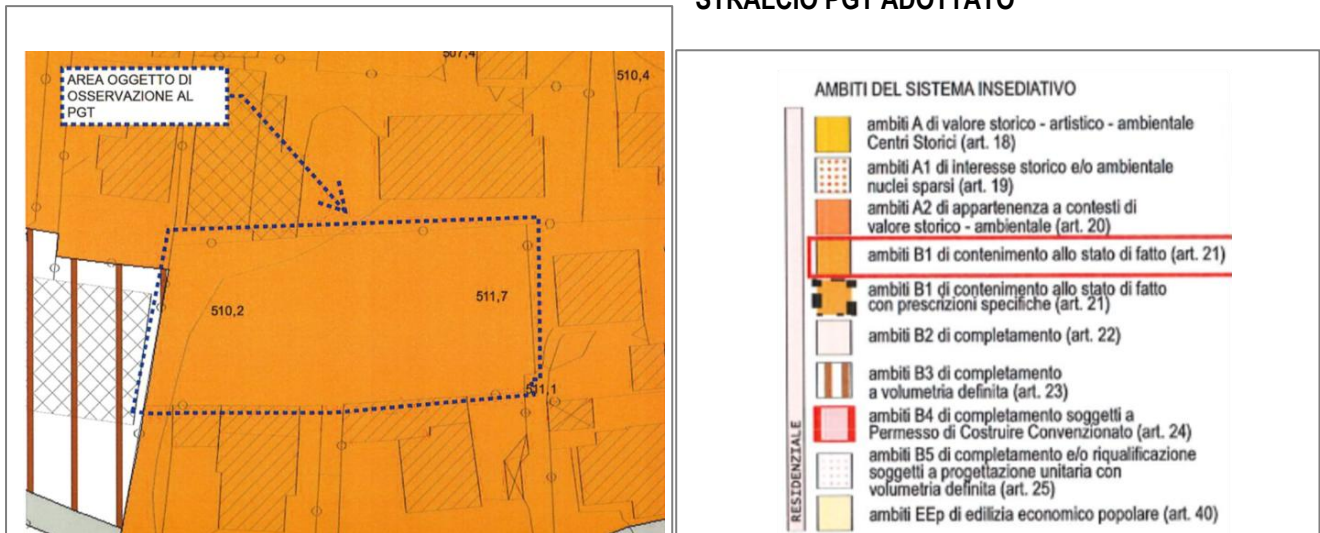 STRALCIO PGT ADOTTATO
AREA OGGETTO DI
OSSERVAZIONE AL
PGT
507,4
510,4
510,2
511,7
511,1
AMBITI DEL SISTEMA INSEDIATIVO
ambiti A di valore storico - artistico - ambientale
Centri Storici (art. 18)
ambiti A1 di interesse storico e/o ambientale
nuclei sparsi (art. 19)
ambiti A2 di appartenenza a contesti di
valore storico - ambientale (art. 20)
ambiti B1 di contenimento allo stato di fatto (art. 21)
ambiti B1 di contenimento allo stato di fatto
con prescrizioni specifiche (art. 21)
ambiti B2 di completamento (art. 22)
ambiti B3 di completamento
a volumetria definita (art. 23)
ambiti B4 di completamento soggetti a
Permesso di Costruire Convenzionato (art. 24)
ambiti B5 di completamento e/o riqualificazione
soggetti a progettazione unitaria con
volumetria definita (art. 25)
ambiti EEp di edilizia economico popolare (art. 40)
RESIDENZIALE